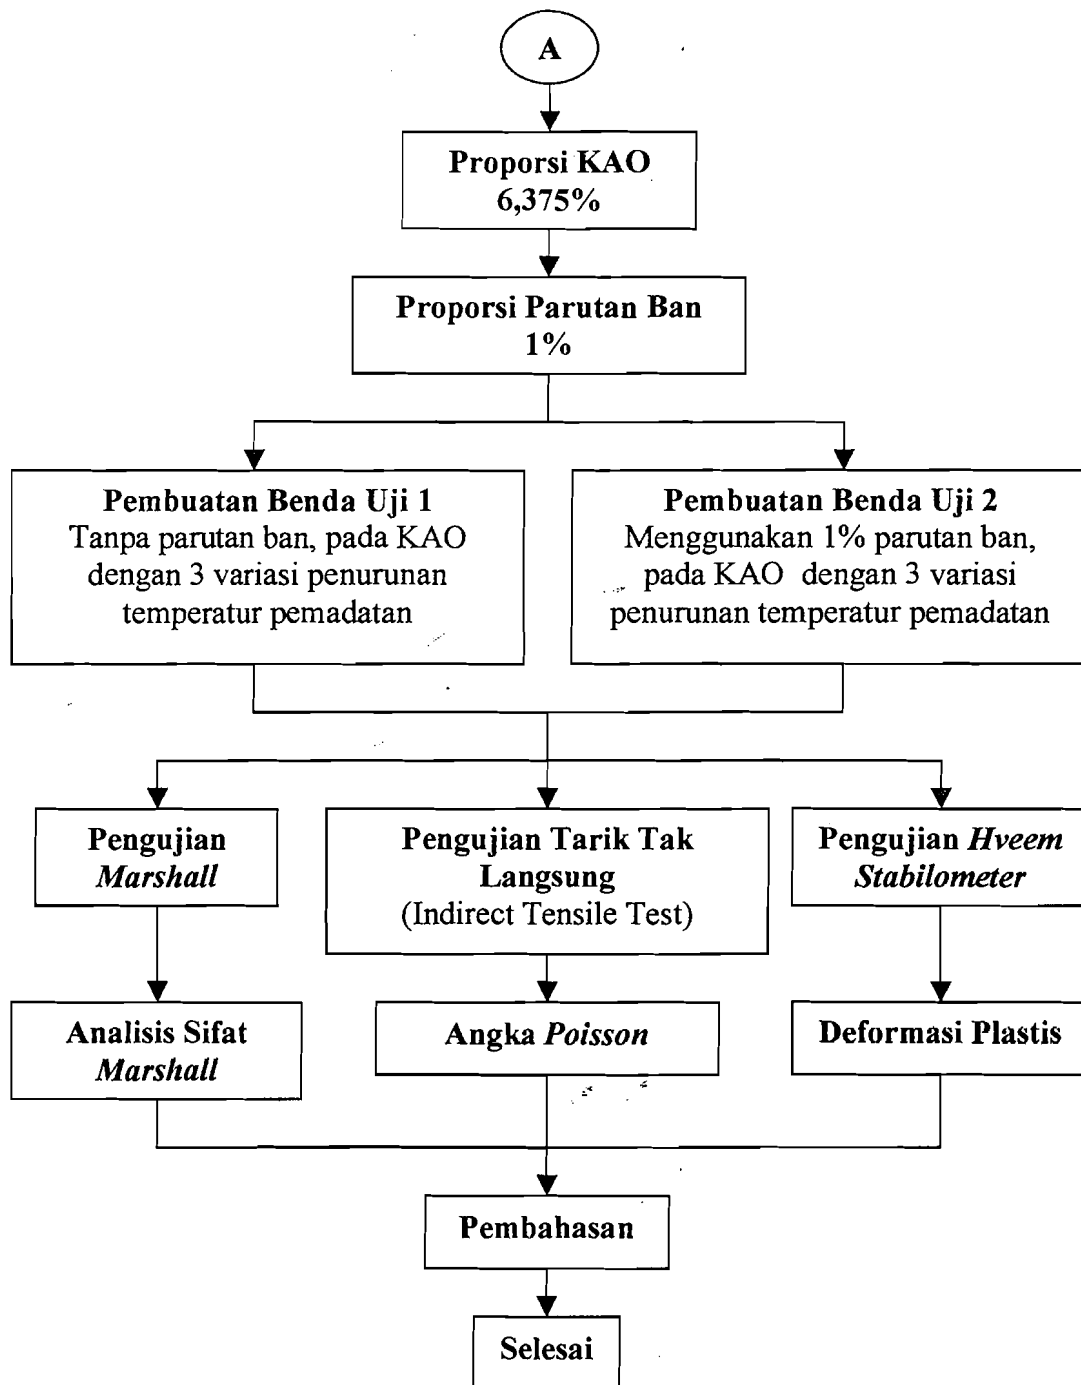 A
Proporsi KAO
6,375%
Proporsi Parutan Ban
1%
Pembuatan Benda Uji 1
Tanpa parutan ban, pada KAO
dengan 3 variasi penurunan
temperatur pemadatan
Pembuatan Benda Uji 2
Menggunakan 1% parutan ban,
pada KAO dengan 3 variasi
penurunan temperatur pemadatan
Pengujian
Marshall
Pengujian Tarik Tak
Langsung
(Indirect Tensile Test)
Pengujian Hveem
Stabilometer
Analisis Sifat
Marshall
Angka Poisson
Deformasi Plastis
Pembahasan
Selesai